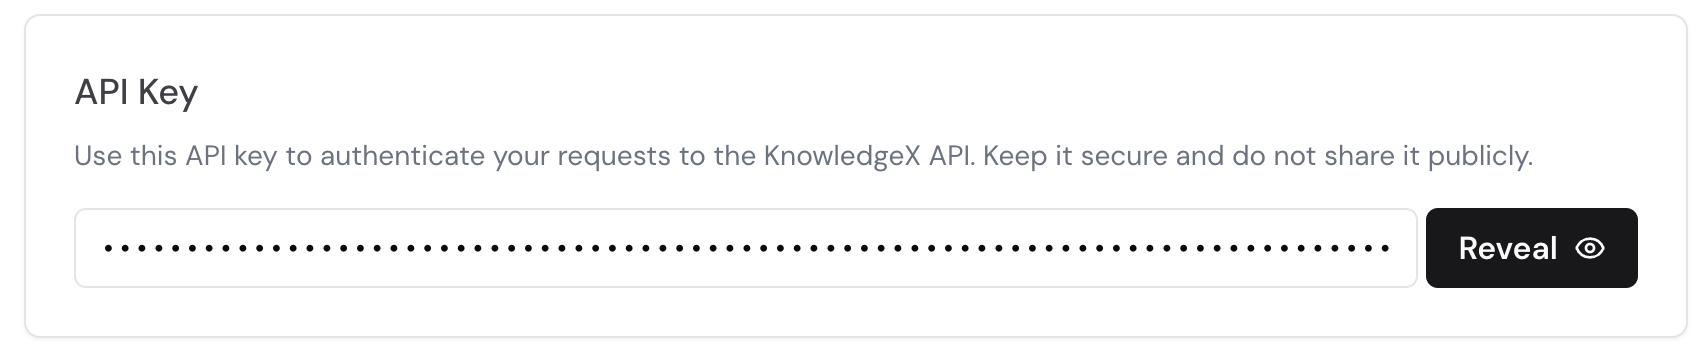 API Key
Use this API key to authenticate your requests to the KnowledgeX API. Keep it secure and do not share it publicly.
•••••••••••••••••••••••••••••••••••••••••••••••••••••••••••••••••••••••••••••
Reveal